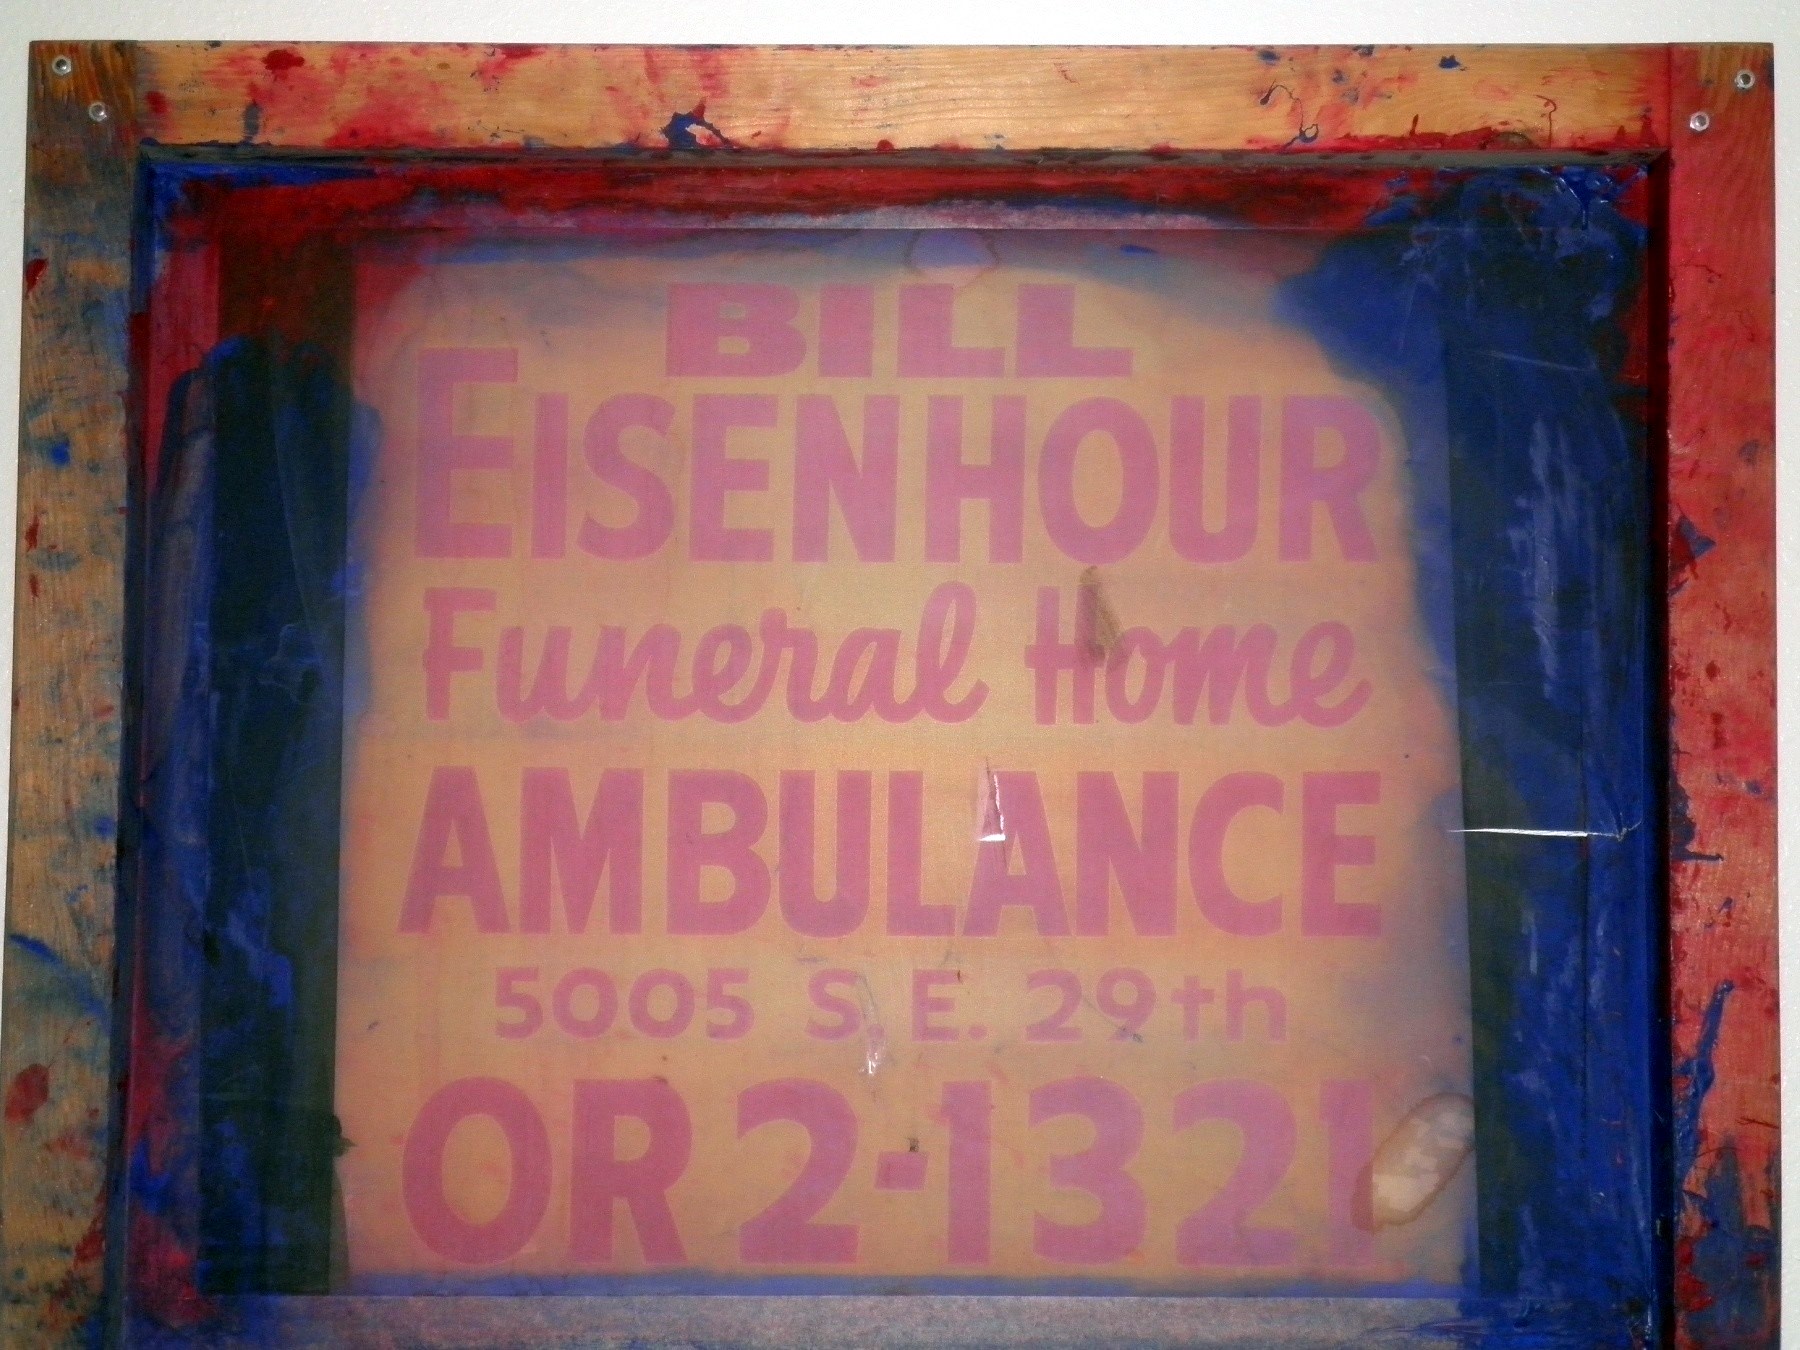 BILL
EISENHOUR
Funeral Home
AMBULANCE
5005 S.E. 29th
OR 2-1321